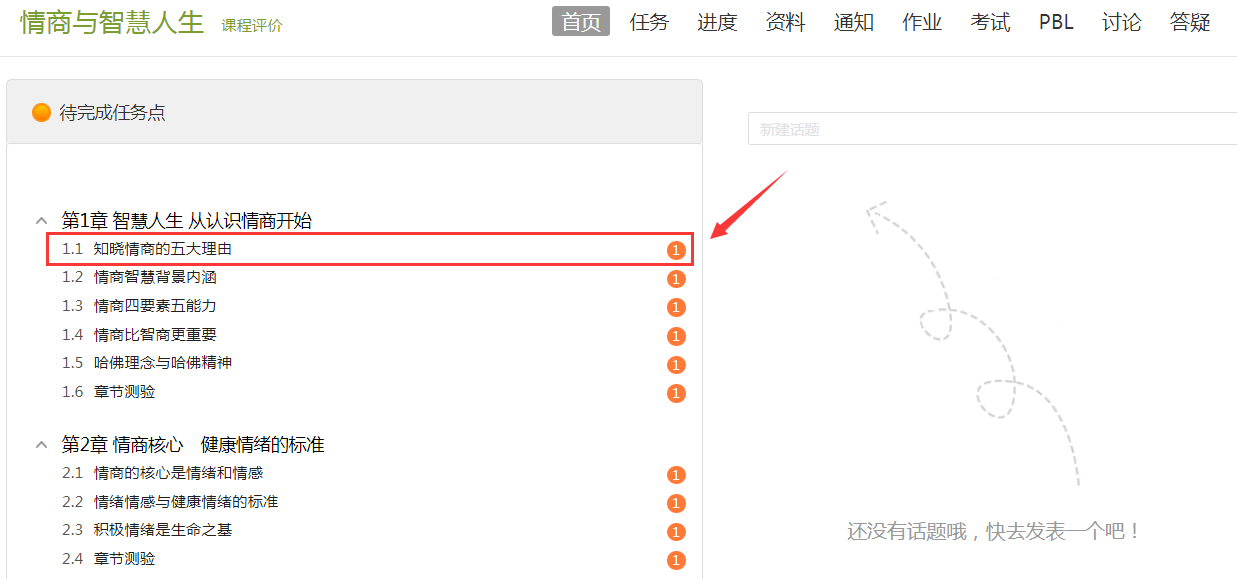 情商与智慧人生 课程评价
首页 任务 进度 资料 通知 作业 考试 PBL 讨论 答疑
待完成任务点
新建话题
第1章 智慧人生 从认识情商开始
1.1 知晓情商的五大理由 1
1.2 情商智慧背景内涵 1
1.3 情商四要素五能力 1
1.4 情商比智商更重要 1
1.5 哈佛理念与哈佛精神 1
1.6 章节测验 1
第2章 情商核心 健康情绪的标准
2.1 情商的核心是情绪和情感 1
2.2 情绪情感与健康情绪的标准 1
2.3 积极情绪是生命之基 1
2.4 章节测验 1
还没有话题哦，快去发表一个吧！